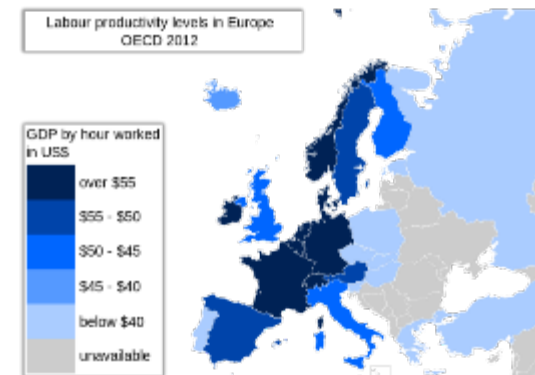 Labour productivity levels in Europe
OECD 2012
GDP by hour worked
in US$
over $55
$55 - $50
$50 - $45
$45 - $40
below $40
unavailable